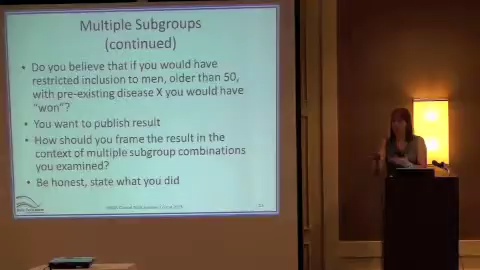 Multiple Subgroups
(continued)
• Do you believe that if you would have
restricted inclusion to men, older than 50,
with pre-existing disease X you would have
"won"?
• You want to publish result
• How should you frame the result in the
context of multiple subgroup combinations
you examined?
• Be honest, state what you did